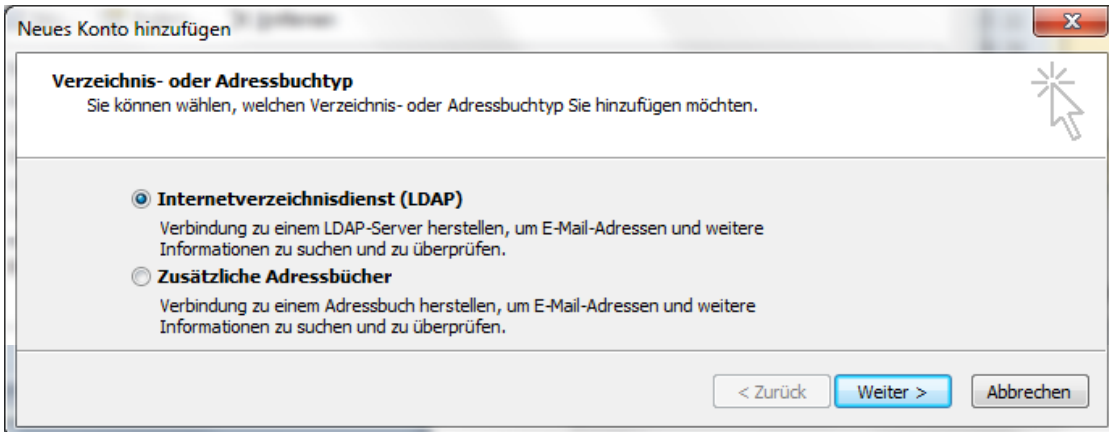 Neues Konto hinzufügen
Verzeichnis- oder Adressbuchtyp
Sie können wählen, welchen Verzeichnis- oder Adressbuchtyp Sie hinzufügen möchten.
Internetverzeichnisdienst (LDAP)
Verbindung zu einem LDAP-Server herstellen, um E-Mail-Adressen und weitere
Informationen zu suchen und zu überprüfen.
Zusätzliche Adressbücher
Verbindung zu einem Adressbuch herstellen, um E-Mail-Adressen und weitere
Informationen zu suchen und zu überprüfen.
< Zurück Weiter > Abbrechen